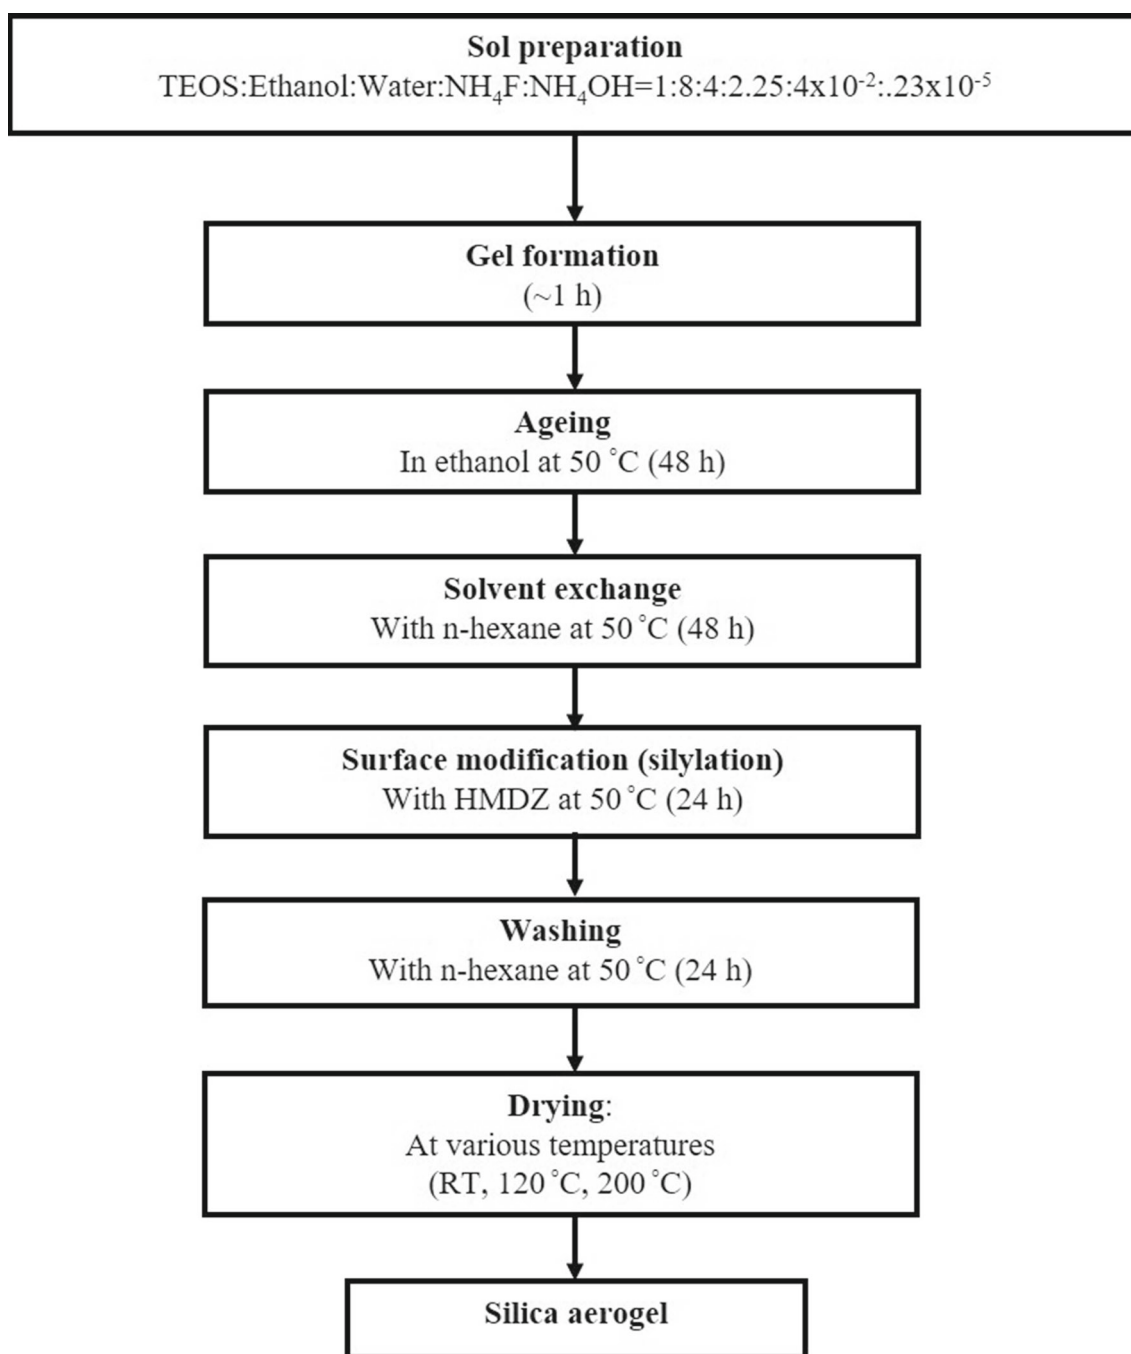 Sol preparation
TEOS:Ethanol:Water:NH₄F:NH₄OH=1:8:4:2.25:4x10⁻²:.23x10⁻⁵
Gel formation
(~1 h)
Ageing
In ethanol at 50 °C (48 h)
Solvent exchange
With n-hexane at 50 °C (48 h)
Surface modification (silylation)
With HMDZ at 50 °C (24 h)
Washing
With n-hexane at 50 °C (24 h)
Drying:
At various temperatures
(RT, 120 °C, 200 °C)
Silica aerogel